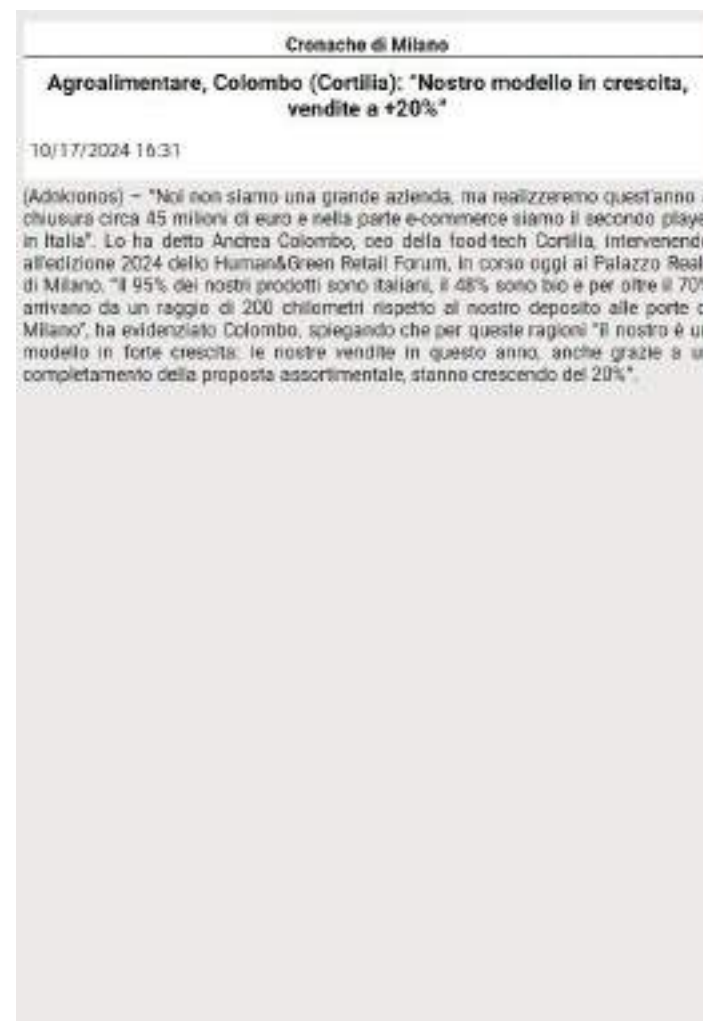 Cronache di Milano
Agroalimentare, Colombo (Cortilia): "Nostro modello in crescita,
vendite a +20%"
10/17/2024 16:31
(Adnkronos) – "Noi non siamo una grande azienda, ma realizzeremo quest'anno
chiusura circa 45 milioni di euro e nella parte e-commerce siamo il secondo playe
in Italia". Lo ha detto Andrea Colombo, ceo della food-tech Cortilia, intervenend
all'edizione 2024 dello Human&Green Retail Forum, in corso oggi al Palazzo Real
di Milano. "Il 95% dei nostri prodotti sono italiani, il 48% sono bio e per oltre il 70%
arrivano da un raggio di 200 chilometri rispetto al nostro deposito alle porte d
Milano", ha evidenziato Colombo, spiegando che per queste ragioni "il nostro è un
modello in forte crescita: le nostre vendite in questo anno, anche grazie a un
completamento della proposta assortimentale, stanno crescendo del 20%".